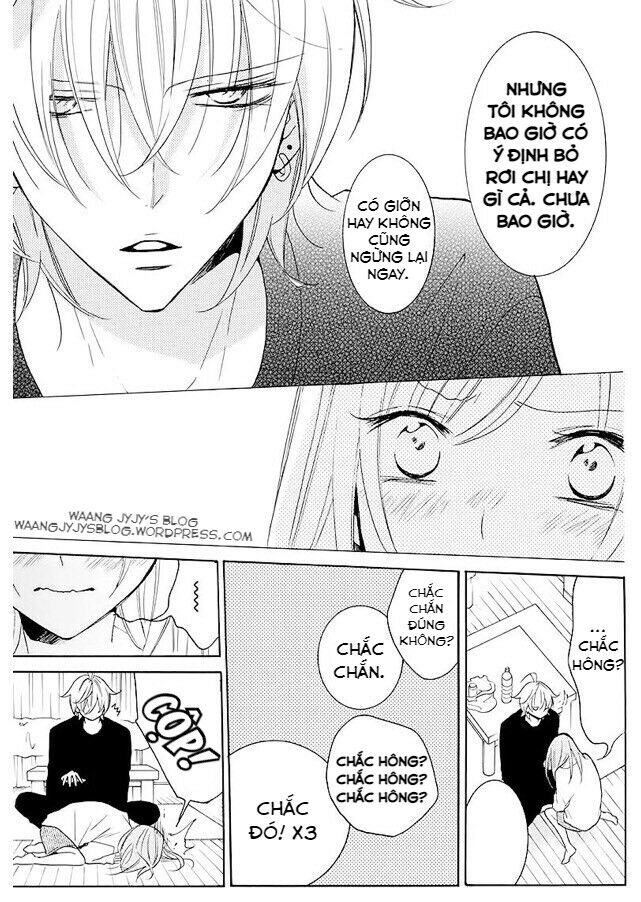 NHƯNG
TÔI KHÔNG
BAO GIỜ CÓ
Ý ĐỊNH BỎ
RƠI CHỊ HAY
GÌ CẢ. CHƯA
BAO GIỜ.
CÓ GIỠN
HAY KHÔNG
CŨNG
NGỪNG LẠI
NGAY.
WAANG JYJY'S BLOG
WAANGJYJYSBLOG.WORDPRESS.COM
...
CHẮC
HÔNG?
CHẮC
CHẮN
ĐÚNG
KHÔNG?
CHẮC
CHẮN.
CHẮC HÔNG?
CHẮC HÔNG?
CHẮC HÔNG?
CHẮC
ĐÓ! X3
CỘP!